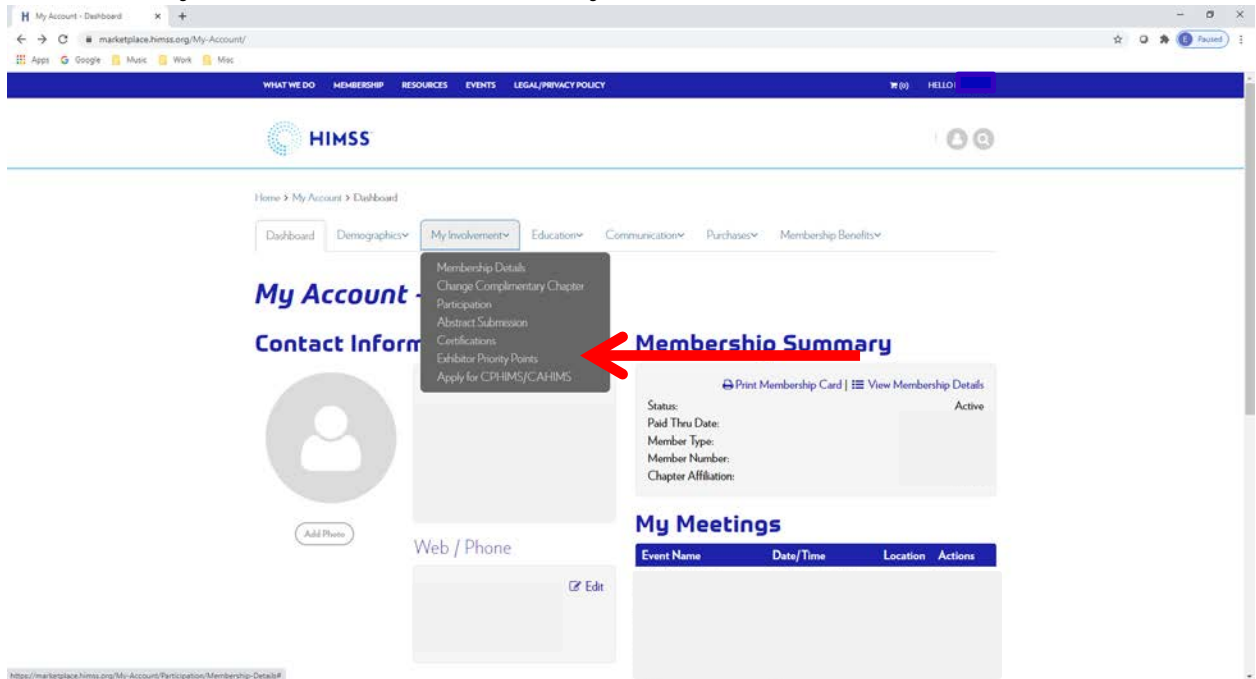 My Account - Dashboard
marketplace.himss.org/My-Account/
Paused
Apps Google Music Work Misc
WHAT WE DO MEMBERSHIP RESOURCES EVENTS LEGAL/PRIVACY POLICY (0) HELLO
HIMSS
Home > My Account > Dashboard
Dashboard Demographics My Involvement Education Communication Purchases Membership Benefits
Membership Details
Change Complimentary Chapter
Participation
Abstract Submission
Certifications
Exhibitor Priority Points
Apply for CPHIMS/CAHIMS
My Account -
Contact Inform
Add Photo
Web / Phone
Edit
Membership Summary
Print Membership Card | View Membership Details
Status: Active
Paid Thru Date:
Member Type:
Member Number:
Chapter Affiliation:
My Meetings
Event Name Date/Time Location Actions
https://marketplace.himss.org/My-Account/Participation/Membership-Details#